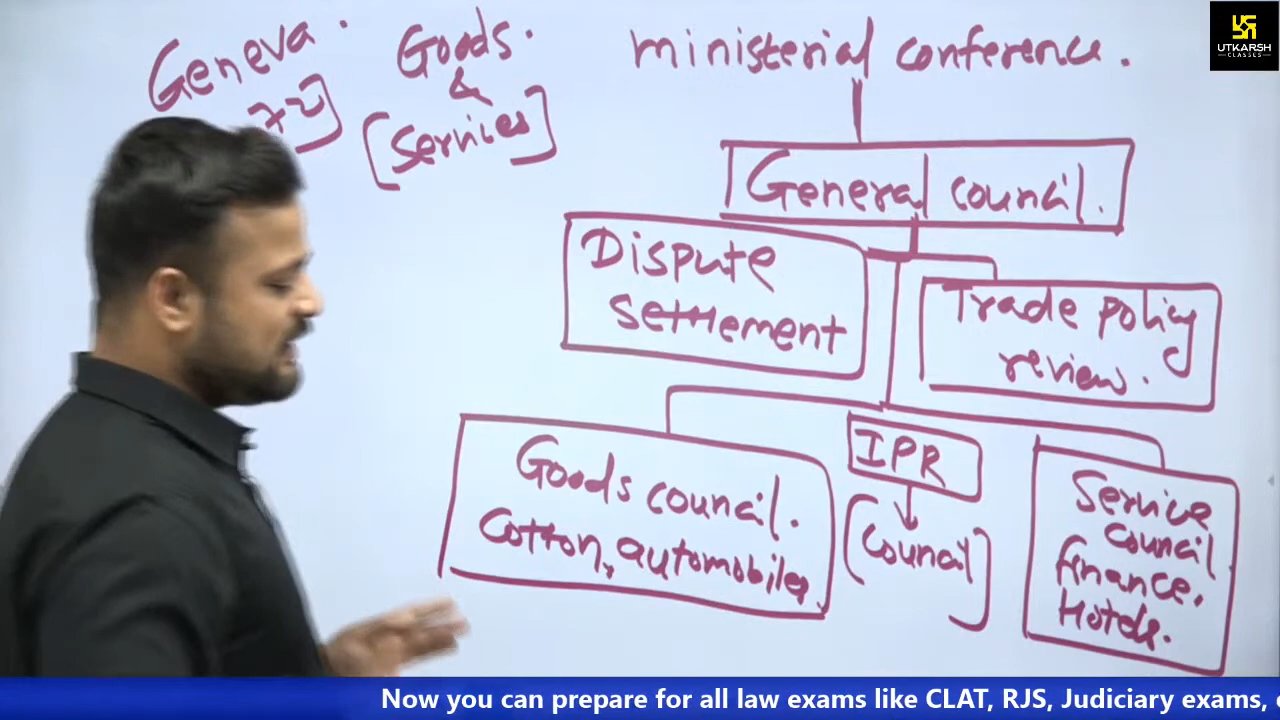 Geneva.
Goods.
&
[Services]
ministerial conference.
General council.
Dispute
settlement
Trade policy
review.
Goods council.
Cotton, automobiles
IPR
[Council]
Service
council
finance.
Hotels.
UTKARSH
CLASSES
Now you can prepare for all law exams like CLAT, RJS, Judiciary exams,